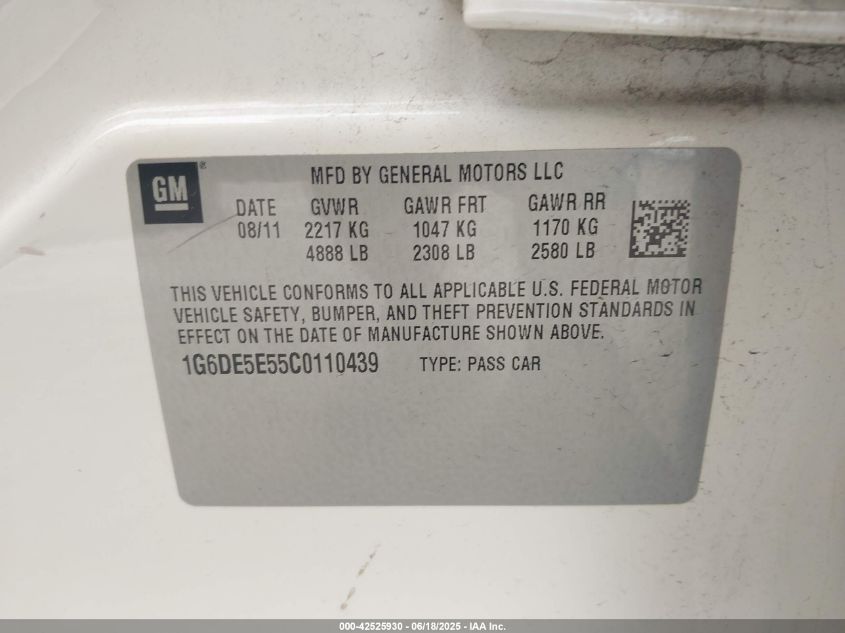 GM ®
MFD BY GENERAL MOTORS LLC
DATE GVWR GAWR FRT GAWR RR
08/11 2217 KG 1047 KG 1170 KG
4888 LB 2308 LB 2580 LB
THIS VEHICLE CONFORMS TO ALL APPLICABLE U.S. FEDERAL MOTOR
VEHICLE SAFETY, BUMPER, AND THEFT PREVENTION STANDARDS IN
EFFECT ON THE DATE OF MANUFACTURE SHOWN ABOVE.
1G6DE5E55C0110439 TYPE: PASS CAR
000-42525930 - 06/18/2025 - IAA Inc.